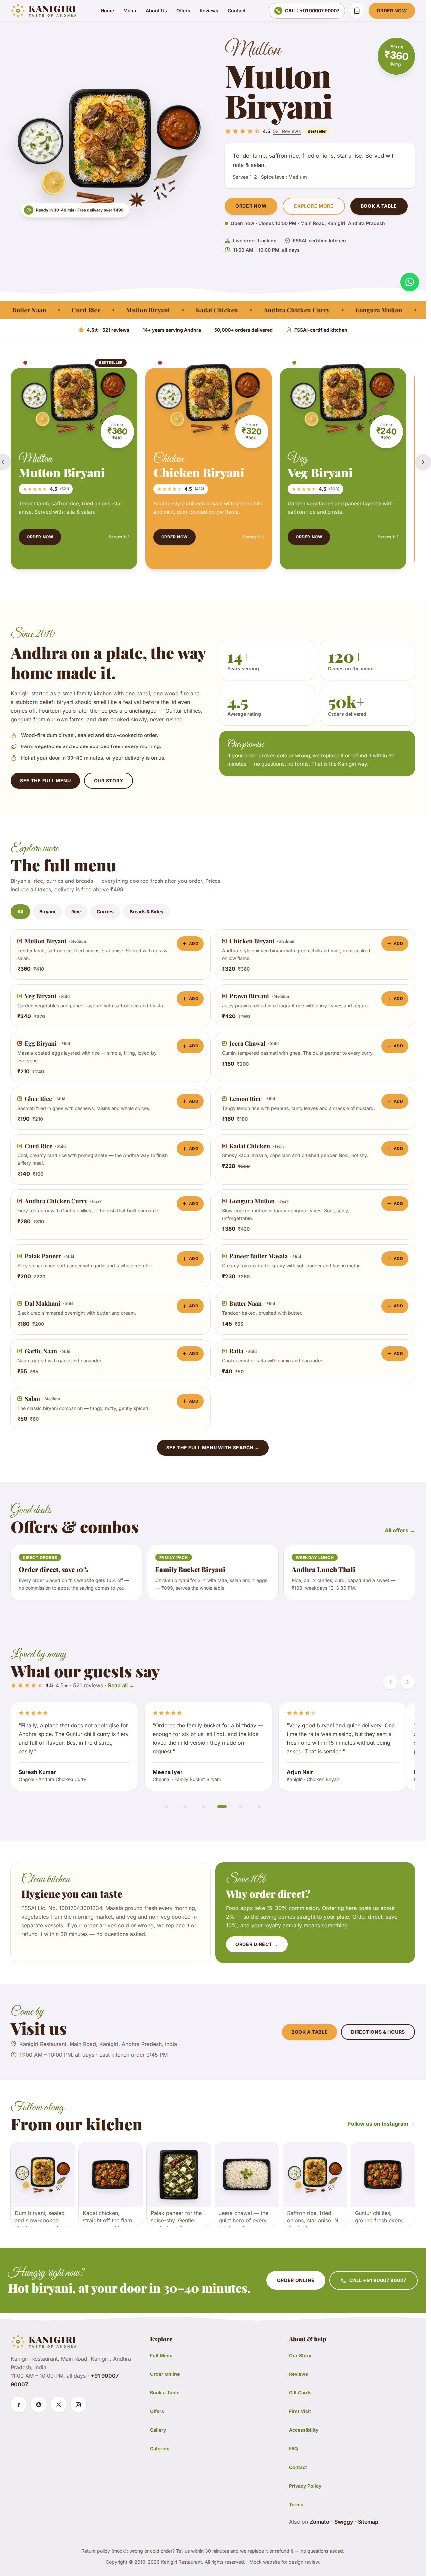 KANIGIRI
TASTE OF ANDHRA
Home
Menu
About Us
Offers
Reviews
Contact
CALL: +91 90007 90007
ORDER NOW
Mutton
Mutton
Biryani
PRICE
₹360
₹410
4.5 521 Reviews Bestseller
Tender lamb, saffron rice, fried onions, star anise. Served with
raita & salan.
Serves 1–2 · Spice level: Medium
Ready in 30–40 min · Free delivery over ₹499
ORDER NOW
EXPLORE MORE
BOOK A TABLE
Open now · Closes 10:00 PM · Main Road, Kanigiri, Andhra Pradesh
Live order tracking
FSSAI-certified kitchen
11:00 AM – 10:00 PM, all days
Butter Naan
Curd Rice
Mutton Biryani
Kadai Chicken
Andhra Chicken Curry
Gongura Mutton
4.5★ · 521 reviews
14+ years serving Andhra
50,000+ orders delivered
FSSAI-certified kitchen
BESTSELLER
PRICE
₹360
₹410
Mutton
Mutton Biryani
4.5 (521)
Tender lamb, saffron rice, fried onions, star
anise. Served with raita & salan.
ORDER NOW
Serves 1–2
PRICE
₹320
₹360
Chicken
Chicken Biryani
4.5 (412)
Andhra-style chicken biryani with green chilli
and mint, dum-cooked on low flame.
ORDER NOW
Serves 1–2
PRICE
₹240
₹270
Veg
Veg Biryani
4.5
Garden vegetables and paneer layered with
saffron rice and birista.
ORDER NOW
Serves 1–2
Since 2010
Andhra on a plate, the way
home made it.
Kanigiri started as a small family kitchen with one handi, one wood fire and
a stubborn belief: biryani should smell like a festival before the lid even
comes off. Fourteen years later the recipes are unchanged — Guntur chillies,
gongura from our own farms, and dum cooked slowly, never rushed.
Wood-fire dum biryani, sealed and slow-cooked to order.
Farm vegetables and spices sourced fresh every morning.
Hot at your door in 30–40 minutes, or your delivery is on us.
SEE THE FULL MENU
OUR STORY
14+
Years serving
120+
Dishes on the menu
4.5
Average rating
50k+
Orders delivered
Our promise
If your order arrives cold or wrong, we replace it or refund it within 30
minutes — no questions, no forms. That is the Kanigiri way.
Explore more
The full menu
Biryanis, rice, curries and breads — everything cooked fresh after you order. Prices
include all taxes; delivery is free above ₹499.
All
Biryani
Rice
Curries
Breads & Sides
Mutton Biryani · Medium
Tender lamb, saffron rice, fried onions, star anise. Served with raita &
salan.
₹360 ₹410
ADD
Chicken Biryani · Medium
Andhra-style chicken biryani with green chilli and mint, dum-cooked
on low flame.
₹320 ₹360
ADD
Veg Biryani · Mild
Garden vegetables and paneer layered with saffron rice and birista.
₹240 ₹270
ADD
Prawn Biryani · Medium
Juicy prawns folded into fragrant rice with curry leaves and pepper.
₹420 ₹480
ADD
Egg Biryani · Mild
Masala-coated eggs layered with rice — simple, filling, loved by
everyone.
₹210 ₹240
ADD
Jeera Chawal · Mild
Cumin-tempered basmati with ghee. The quiet partner to every curry.
₹180 ₹200
ADD
Ghee Rice · Mild
Basmati fried in ghee with cashews, raisins and whole spices.
₹190 ₹210
ADD
Lemon Rice · Mild
Tangy lemon rice with peanuts, curry leaves and a crackle of mustard.
₹160 ₹180
ADD
Curd Rice · Mild
Cool, creamy curd rice with pomegranate — the Andhra way to finish
a fiery meal.
₹140 ₹160
ADD
Kadai Chicken · Fiery
Smoky kadai masala, capsicum and crushed pepper. Bold, not shy.
₹220 ₹260
ADD
Andhra Chicken Curry · Fiery
Fiery red curry with Guntur chillies — the dish that built our name.
₹280 ₹310
ADD
Gongura Mutton · Fiery
Slow-cooked mutton in tangy gongura leaves. Sour, spicy,
unforgettable.
₹380 ₹420
ADD
Palak Paneer · Mild
Silky spinach and soft paneer with garlic and a whole red chilli.
₹200 ₹220
ADD
Paneer Butter Masala · Mild
Creamy tomato-butter gravy with soft paneer and kasuri methi.
₹230 ₹260
ADD
Dal Makhani · Mild
Black urad simmered overnight with butter and cream.
₹180 ₹200
ADD
Butter Naan · Mild
Tandoor-baked, brushed with butter.
₹45 ₹55
ADD
Garlic Naan · Mild
Naan topped with garlic and coriander.
₹55 ₹65
ADD
Raita · Mild
Cool cucumber raita with cumin and coriander.
₹40 ₹50
ADD
Salan · Medium
The classic biryani companion — tangy, nutty, gently spiced.
₹50 ₹60
ADD
SEE THE FULL MENU WITH SEARCH →
Good deals
Offers & combos
All offers →
DIRECT ORDERS
Order direct, save 10%
Every order placed on this website gets 10% off —
no commission to apps, the saving comes to you.
FAMILY PACK
Family Bucket Biryani
Chicken biryani for 3–4 with raita, salan and 4 eggs
— ₹899, serves the whole table.
WEEKDAY LUNCH
Andhra Lunch Thali
Rice, dal, 2 curries, curd, papad and a sweet —
₹199, weekdays 12–3:30 PM.
Loved by many
What our guests say
4.5 4.5★ · 521 reviews · Read all →
"Finally, a place that does not apologise for
Andhra spice. The Guntur chilli curry is fiery
and full of flavour. Best in the district,
easily."
Suresh Kumar
Ongole · Andhra Chicken Curry
"Ordered the family bucket for a birthday —
enough for six of us, still hot, and the kids
loved the mild version they made on
request."
Meena Iyer
Chennai · Family Bucket Biryani
"Very good biryani and quick delivery. One
time the raita was missing, but they sent a
fresh one within 15 minutes without being
asked. That is service."
Arjun Nair
Kanigiri · Chicken Biryani
Clean kitchen
Hygiene you can taste
FSSAI Lic. No. 10012043001234. Masala ground fresh every morning,
vegetables from the morning market, and veg and non-veg cooked in
separate vessels. If your order arrives cold or wrong, we replace it or
refund it within 30 minutes — no questions asked.
Save 10%
Why order direct?
Food apps take 15–30% commission. Ordering here costs us about
2% — so the saving comes straight to your plate. Order direct, save
10%, and your loyalty actually means something.
ORDER DIRECT →
Come by
Visit us
Kanigiri Restaurant, Main Road, Kanigiri, Andhra Pradesh, India
11:00 AM – 10:00 PM, all days · Last kitchen order 9:45 PM
BOOK A TABLE
DIRECTIONS & HOURS
Follow along
From our kitchen
Follow us on Instagram →
Dum biryani, sealed
and slow-cooked.…
Kadai chicken,
straight off the flam…
Palak paneer for the
spice-shy. Gentle…
Jeera chawal — the
quiet hero of every…
Saffron rice, fried
onions, star anise. N…
Guntur chillies,
ground fresh every…
Hungry right now?
Hot biryani, at your door in 30–40 minutes.
ORDER ONLINE
CALL +91 90007 90007
KANIGIRI
TASTE OF ANDHRA
Kanigiri Restaurant, Main Road, Kanigiri, Andhra
Pradesh, India
11:00 AM – 10:00 PM, all days · +91 90007
90007
Explore
Full Menu
Order Online
Book a Table
Offers
Gallery
Catering
About & help
Our Story
Reviews
Gift Cards
First Visit
Accessibility
FAQ
Contact
Privacy Policy
Terms
Also on Zomato · Swiggy · Sitemap
Return policy (mock): wrong or cold order? Tell us within 30 minutes and we replace it or refund it — no questions asked.
Copyright © 2010–2026 Kanigiri Restaurant. All rights reserved. · Mock website for design review.